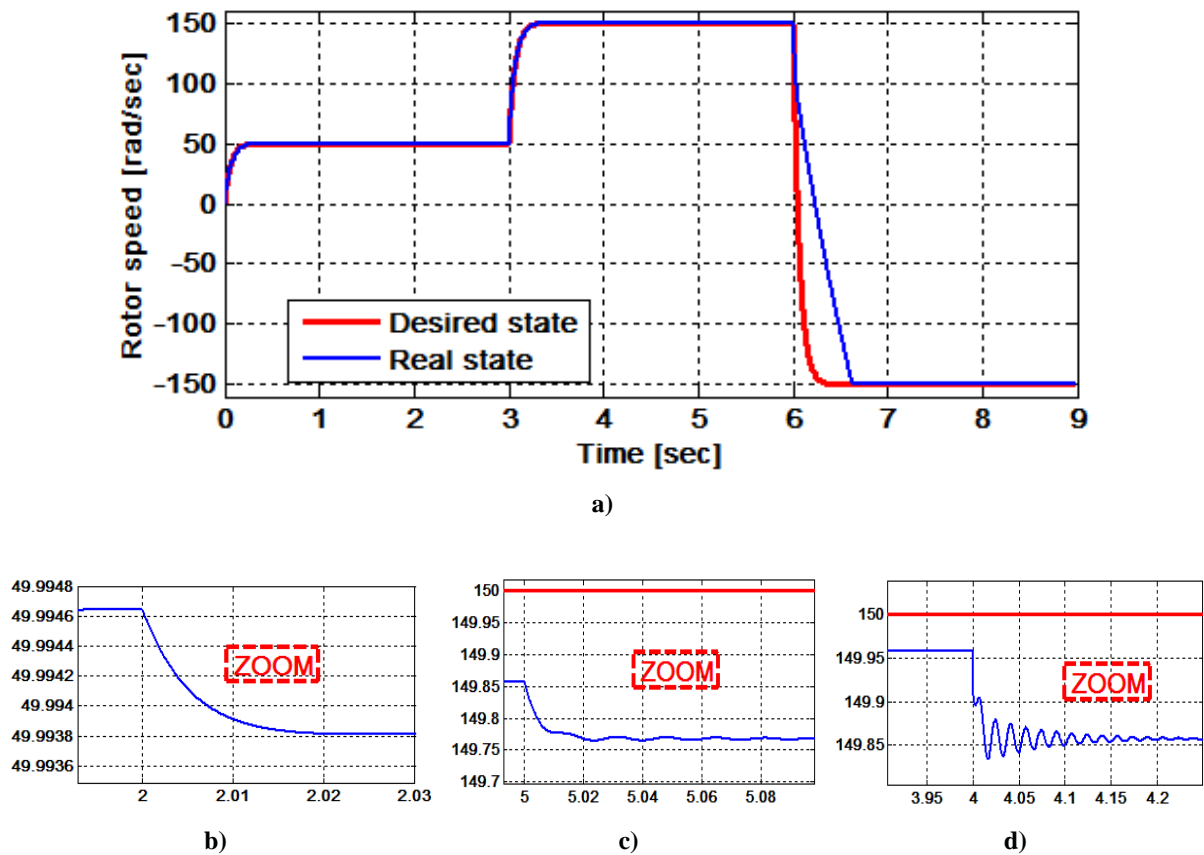 150
100
50
0
-50
-100
-150
Rotor speed [rad/sec]
Desired state
Real state
0 1 2 3 4 5 6 7 8 9
Time [sec]
a)
49.9948
49.9946
49.9944
49.9942
49.994
49.9938
49.9936
ZOOM
2 2.01 2.02 2.03
b)
150
149.95
149.9
149.85
149.8
149.75
149.7
ZOOM
5 5.02 5.04 5.06 5.08
c)
150
149.95
149.9
149.85
ZOOM
3.95 4 4.05 4.1 4.15 4.2
d)